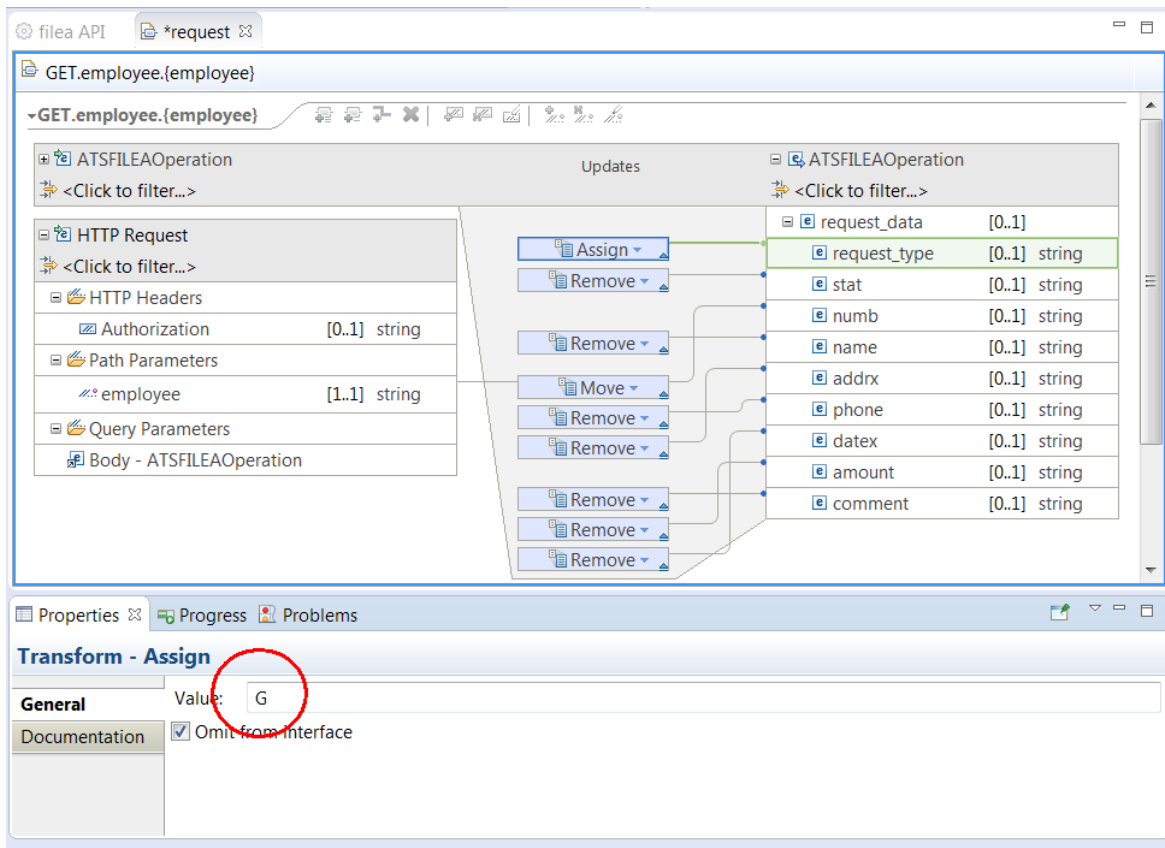 filea API *request
GET.employee.{employee}
GET.employee.{employee}
ATSFILEAOperation Updates ATSFILEAOperation
<Click to filter...> <Click to filter...>
HTTP Request request_data [0..1]
Assign request_type [0..1] string
<Click to filter...> Remove stat [0..1] string
HTTP Headers numb [0..1] string
Authorization [0..1] string Remove name [0..1] string
Path Parameters addrx [0..1] string
employee [1..1] string Move phone [0..1] string
Query Parameters Remove datex [0..1] string
Body - ATSFILEAOperation Remove amount [0..1] string
Remove comment [0..1] string
Remove
Remove
Properties Progress Problems
Transform - Assign
General Value: G
Documentation Omit from interface